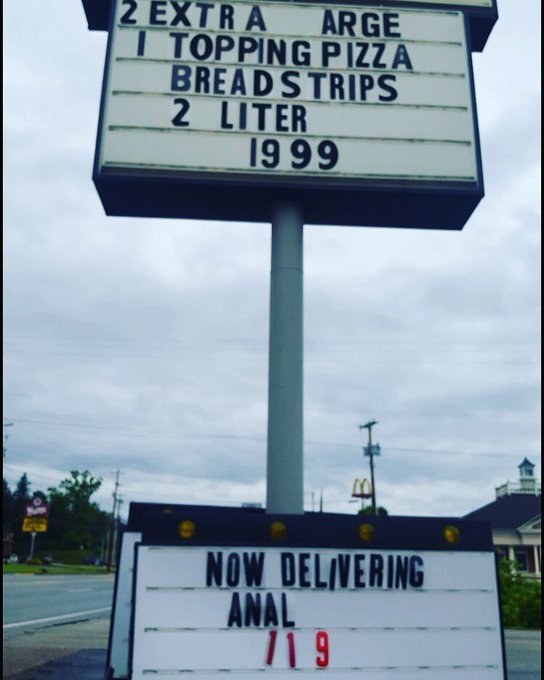 2 EXTRA ARGE
1 TOPPING PIZZA
BREADSTRIPS
2 LITER
1999
NOW DELIVERING
ANAL
719